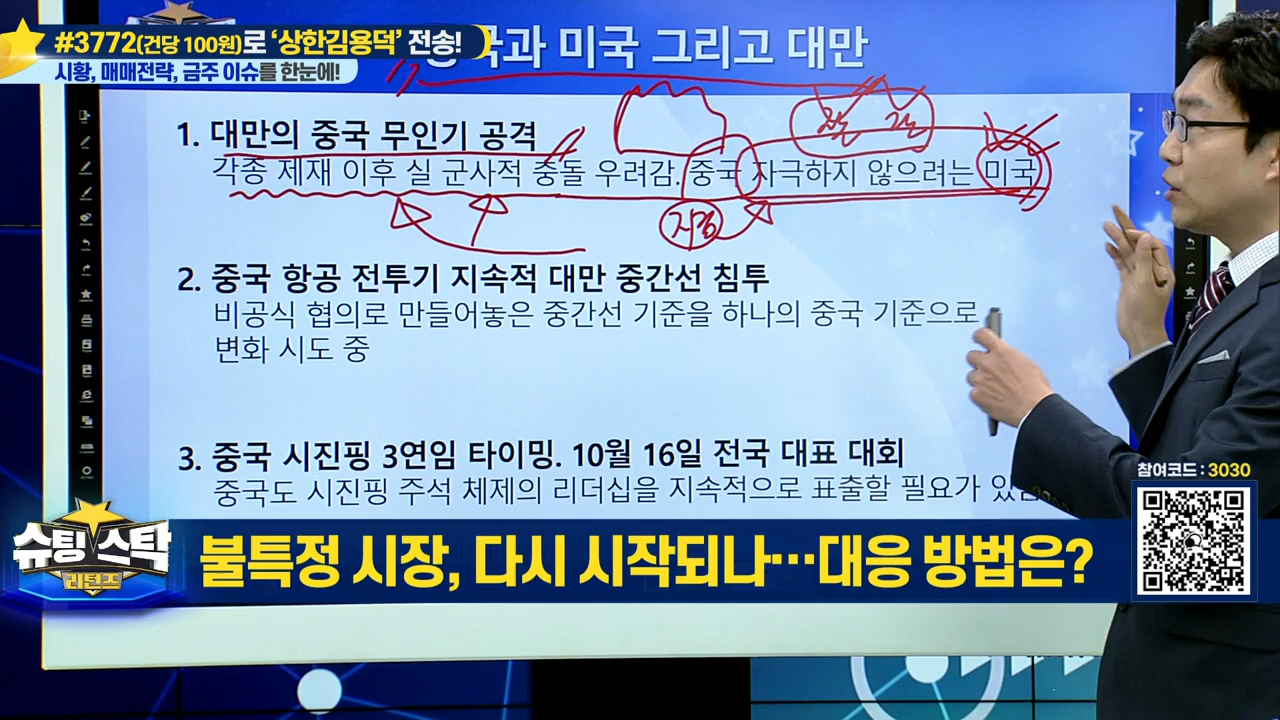 #3772(건당 100원)로 '상한김용덕' 전송!
시황, 매매전략, 금주 이슈를 한눈에!
중국과 미국 그리고 대만
1. 대만의 중국 무인기 공격
각종 제재 이후 실 군사적 충돌 우려감. 중국 자극하지 않으려는 미국
2. 중국 항공 전투기 지속적 대만 중간선 침투
비공식 협의로 만들어놓은 중간선 기준을 하나의 중국 기준으로
변화 시도 중
3. 중국 시진핑 3연임 타이밍. 10월 16일 전국 대표 대회
중국도 시진핑 주석 체제의 리더십을 지속적으로 표출할 필요가
참여코드 : 3030
슈팅스탁
리턴즈
불특정 시장, 다시 시작되나…대응 방법은?